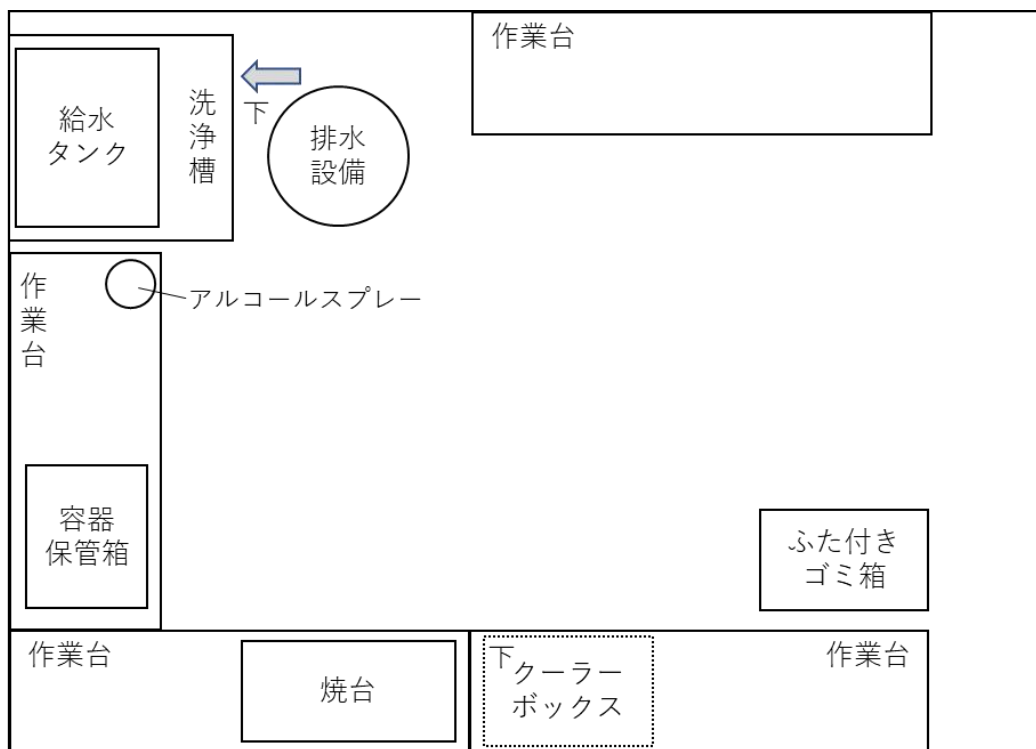 作業台
給水
タンク
洗浄槽
下
排水
設備
作業台
アルコールスプレー
容器
保管箱
ふた付き
ゴミ箱
作業台
焼台
下
クーラー
ボックス
作業台